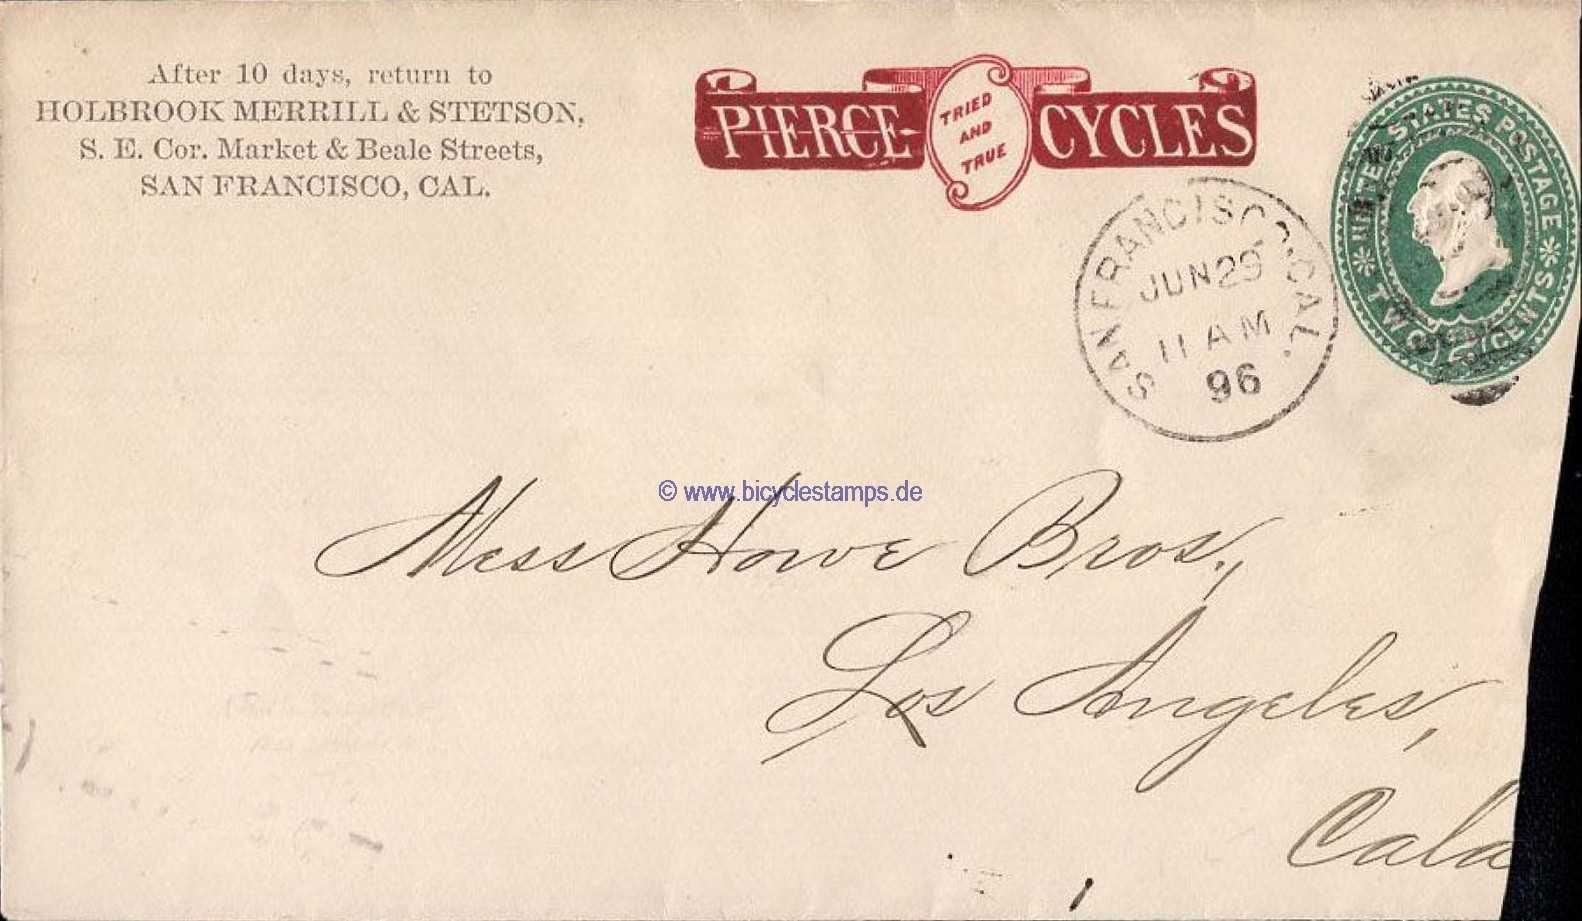 After 10 days, return to
HOLBROOK MERRILL & STETSON,
S. E. Cor. Market & Beale Streets,
SAN FRANCISCO, CAL.
PIERCE CYCLES
TRIED
AND
TRUE
UNITED STATES POSTAGE
TWO 2 CENTS
SAN FRANCISCO, CAL.
JUN 29
11 AM
96
© www.bicyclestamps.de
Mess Howe Bros.,
Los Angeles,
Cala